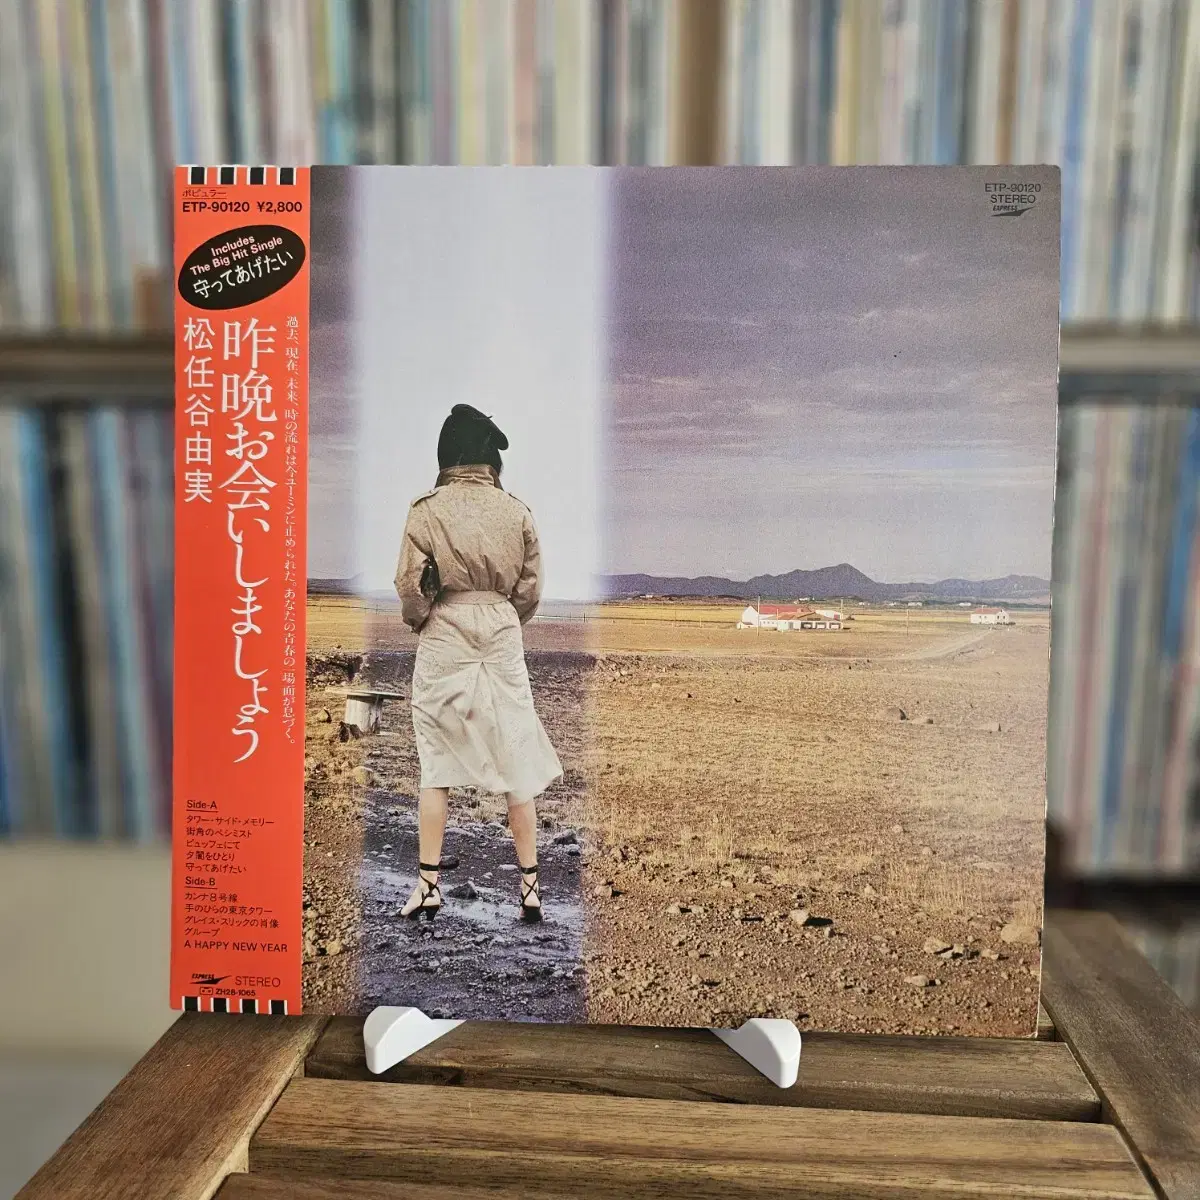 ポピュラー
ETP-90120 ¥2,800
Includes
The Big Hit Single
守ってあげたい
過去、現在、未来、時の流れは今ユーミンに止められた。あなたの青春の一場面が息づく。
昨晩お会いしましょう
松任谷由実
Side-A
タワー・サイド・メモリー
街角のペシミスト
ビュッフェにて
夕闇をひとり
守ってあげたい
Side-B
カンナ8号線
手のひらの東京タワー
グレイス・スリックの肖像
グループ
A HAPPY NEW YEAR
EXPRESS STEREO
ZH28-1065
ETP-90120
STEREO
EXPRESS